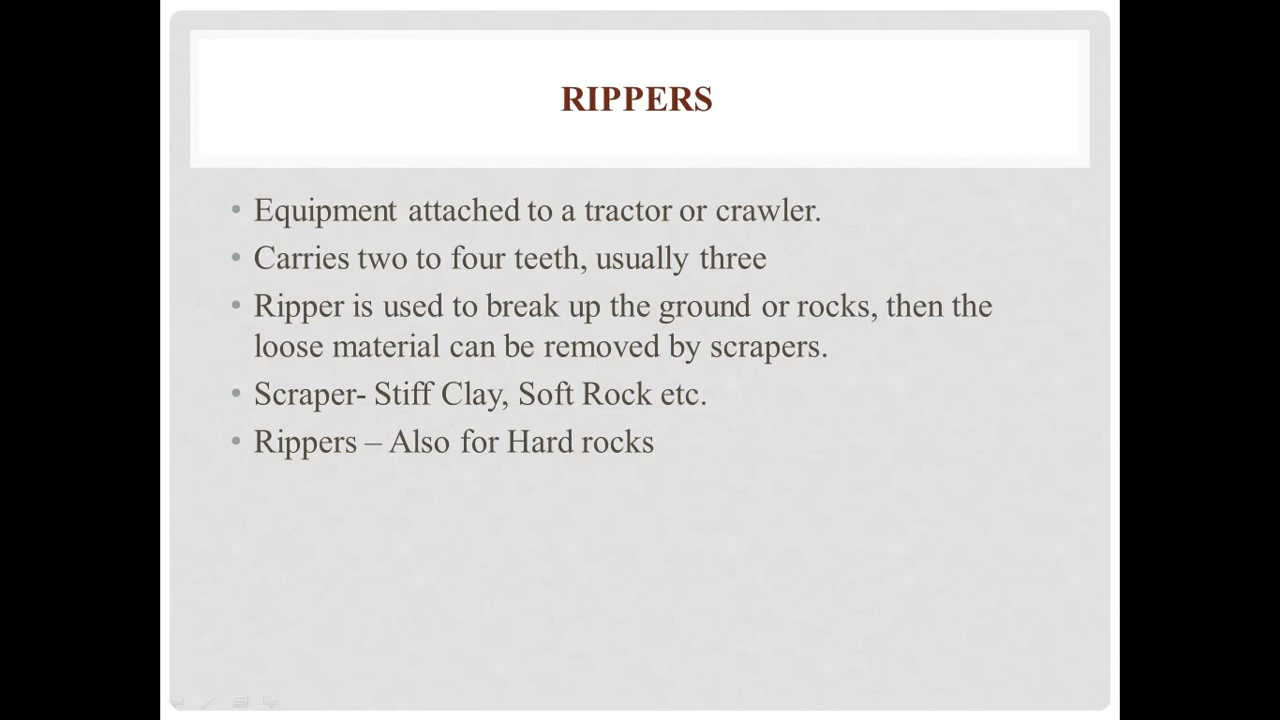 RIPPERS
• Equipment attached to a tractor or crawler.
• Carries two to four teeth, usually three
• Ripper is used to break up the ground or rocks, then the
loose material can be removed by scrapers.
• Scraper- Stiff Clay, Soft Rock etc.
• Rippers – Also for Hard rocks